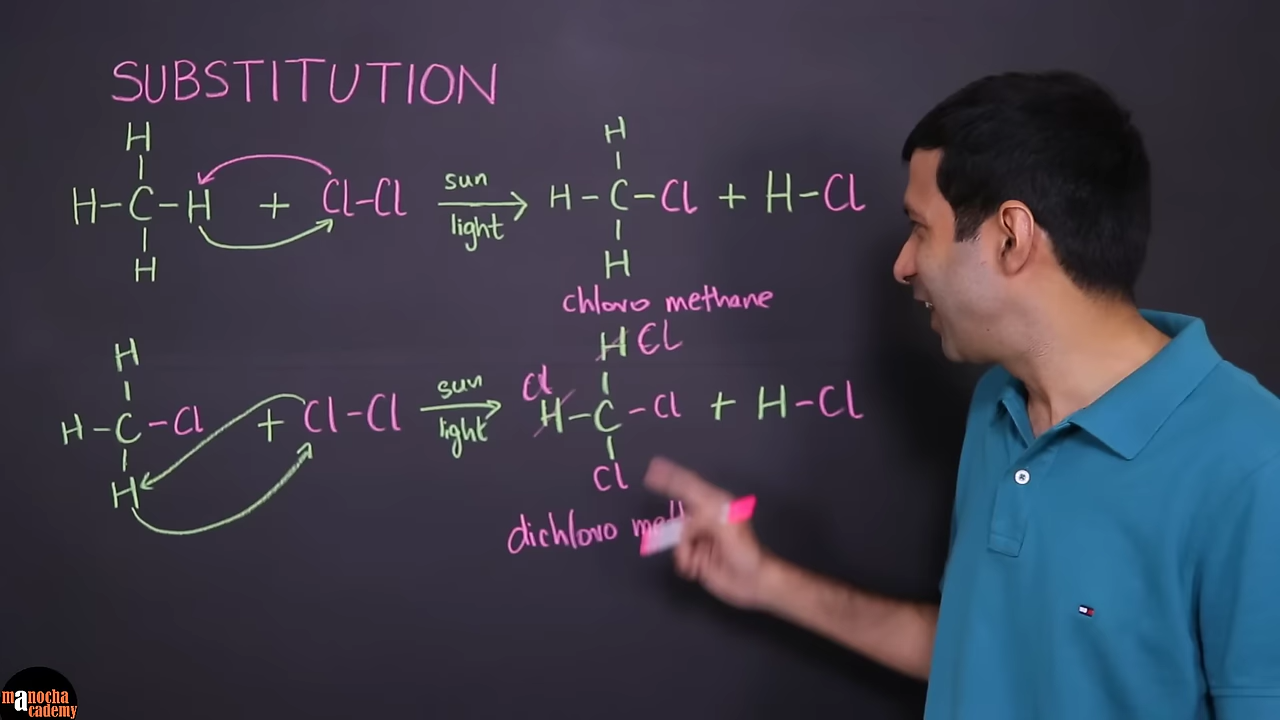 SUBSTITUTION
H
H-C-H + Cl-Cl sun light → H-C-Cl + H-Cl
H
H
H
chloro methane
H
H-C-Cl + Cl-Cl sun light → H-C-Cl + H-Cl
H
H Cl
Cl
Cl
dichloro
manocha
academy